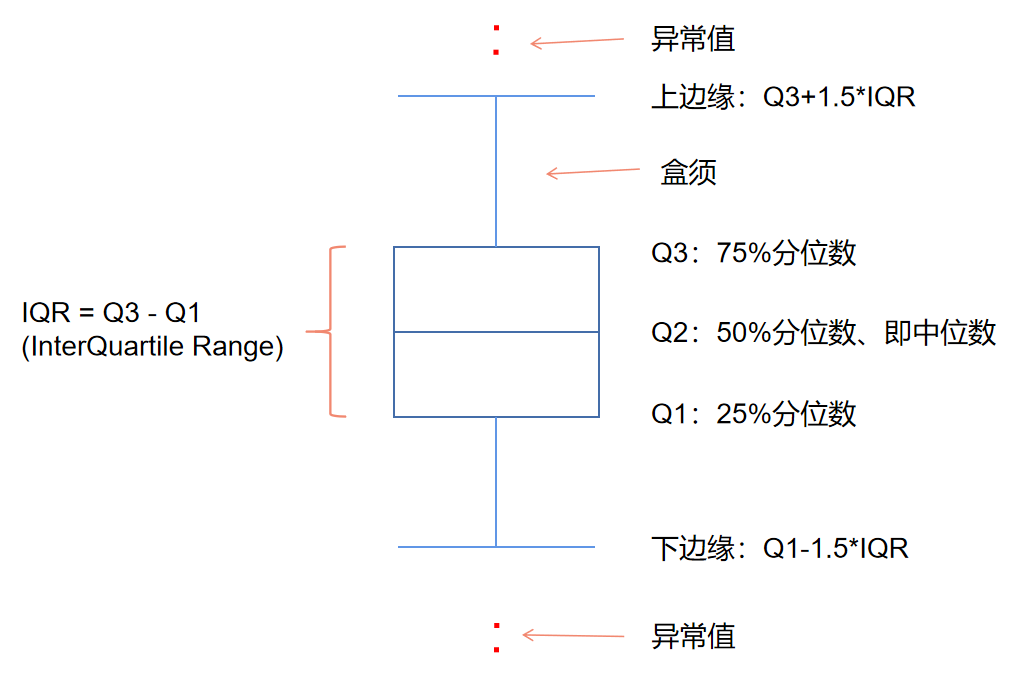 异常值
上边缘：Q3+1.5*IQR
盒须
Q3：75%分位数
IQR = Q3 - Q1
(InterQuartile Range)
Q2：50%分位数、即中位数
Q1：25%分位数
下边缘：Q1-1.5*IQR
异常值